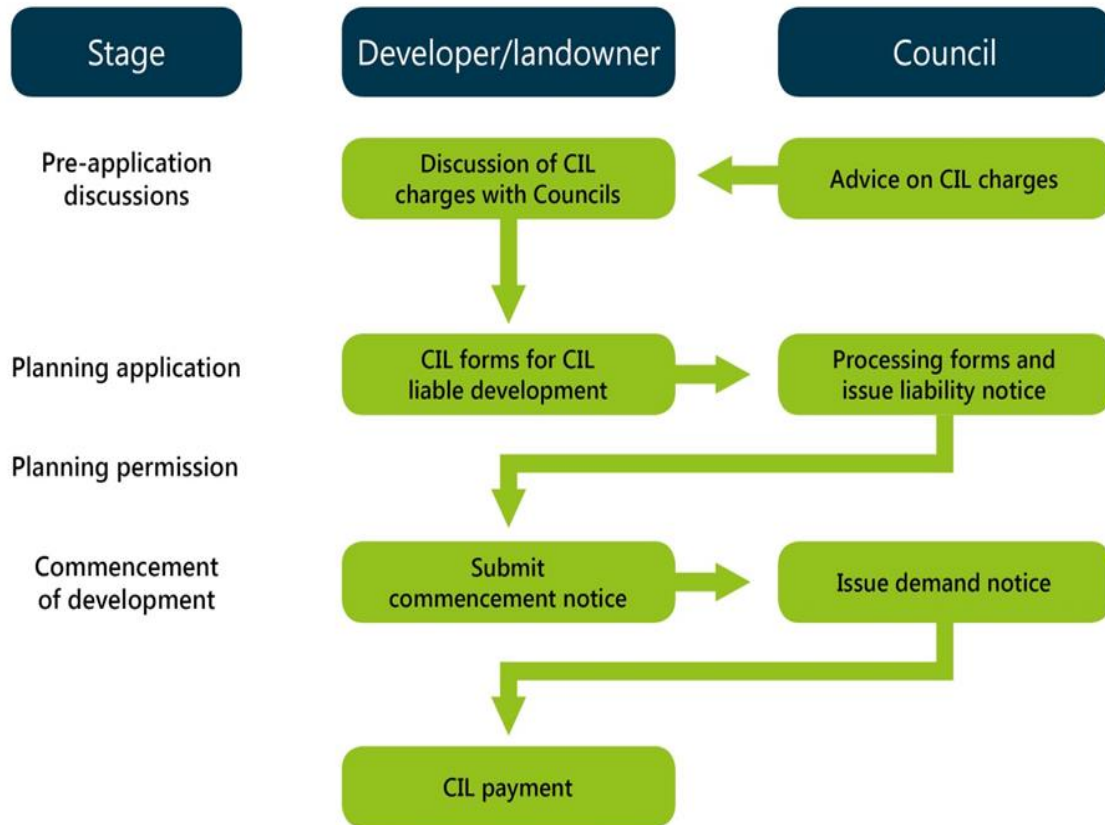 Stage
Developer/landowner
Council
Pre-application
discussions
Discussion of CIL
charges with Councils
Advice on CIL charges
Planning application
CIL forms for CIL
liable development
Processing forms and
issue liability notice
Planning permission
Commencement
of development
Submit
commencement notice
Issue demand notice
CIL payment